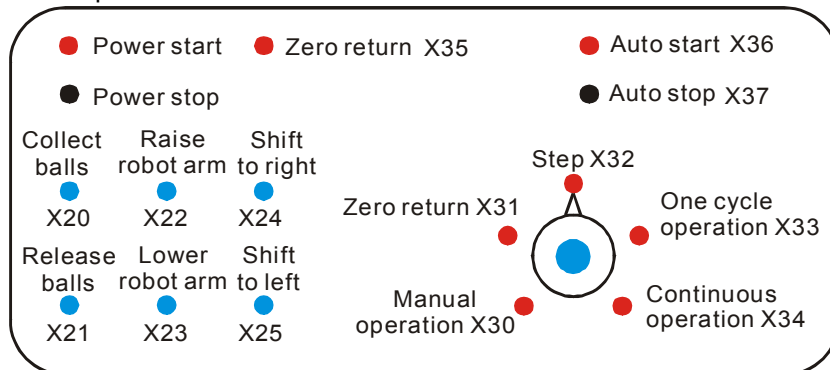 Power start
Zero return X35
Auto start X36
Power stop
Auto stop X37
Collect
balls
X20
Raise
robot arm
X22
Shift
to right
X24
Step X32
Zero return X31
One cycle
operation X33
Release
balls
X21
Lower
robot arm
X23
Shift
to left
X25
Manual
operation X30
Continuous
operation X34